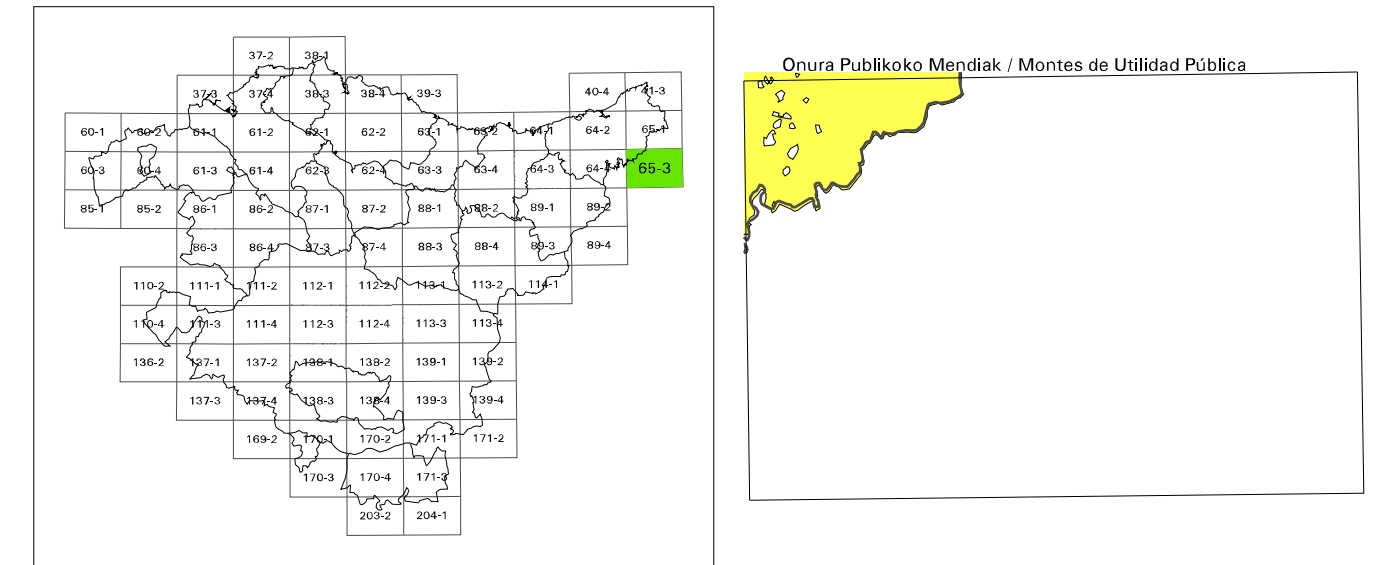 Onura Publikoko Mendiak / Montes de Utilidad Pública
37-2 38-1
37-3 37-4 38-3 38-4 39-3 40-4 41-3
60-1 60-2 61-1 61-2 62-1 62-2 63-1 63-2 64-1 64-2 65-1
60-3 60-4 61-3 61-4 62-3 62-4 63-3 63-4 64-3 64-4 65-3
85-1 85-2 86-1 86-2 87-1 87-2 88-1 88-2 89-1 89-2
86-3 86-4 87-3 87-4 88-3 88-4 89-3 89-4
110-2 111-1 111-2 112-1 112-2 113-1 113-2 114-1
110-4 111-3 111-4 112-3 112-4 113-3 113-4
136-2 137-1 137-2 138-1 138-2 139-1 139-2
137-3 137-4 138-3 138-4 139-3 139-4
169-2 170-1 170-2 171-1 171-2
170-3 170-4 171-3
203-2 204-1